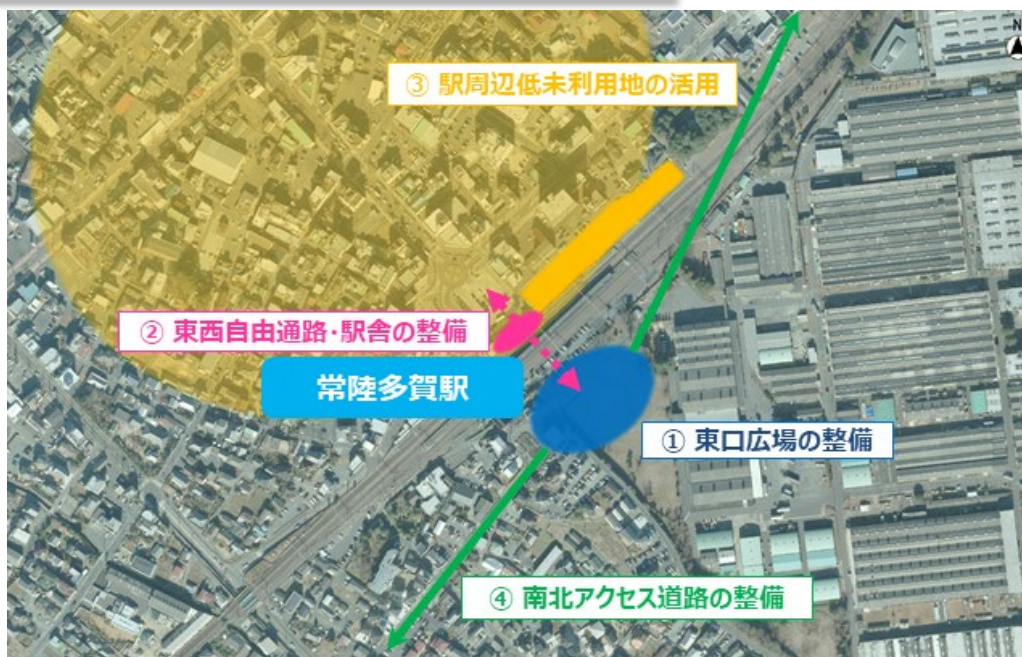 N
③ 駅周辺低未利用地の活用
② 東西自由通路・駅舎の整備
常陸多賀駅
① 東口広場の整備
④ 南北アクセス道路の整備